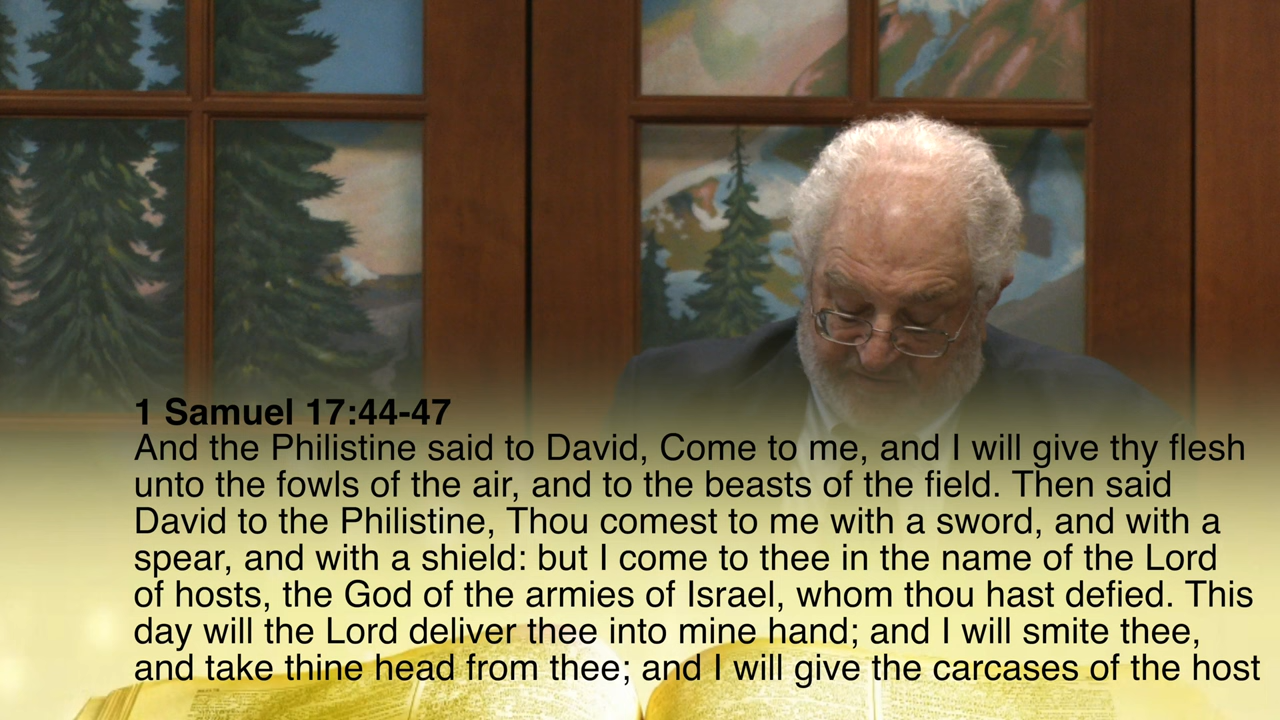 1 Samuel 17:44-47
And the Philistine said to David, Come to me, and I will give thy flesh
unto the fowls of the air, and to the beasts of the field. Then said
David to the Philistine, Thou comest to me with a sword, and with a
spear, and with a shield: but I come to thee in the name of the Lord
of hosts, the God of the armies of Israel, whom thou hast defied. This
day will the Lord deliver thee into mine hand; and I will smite thee,
and take thine head from thee; and I will give the carcases of the host